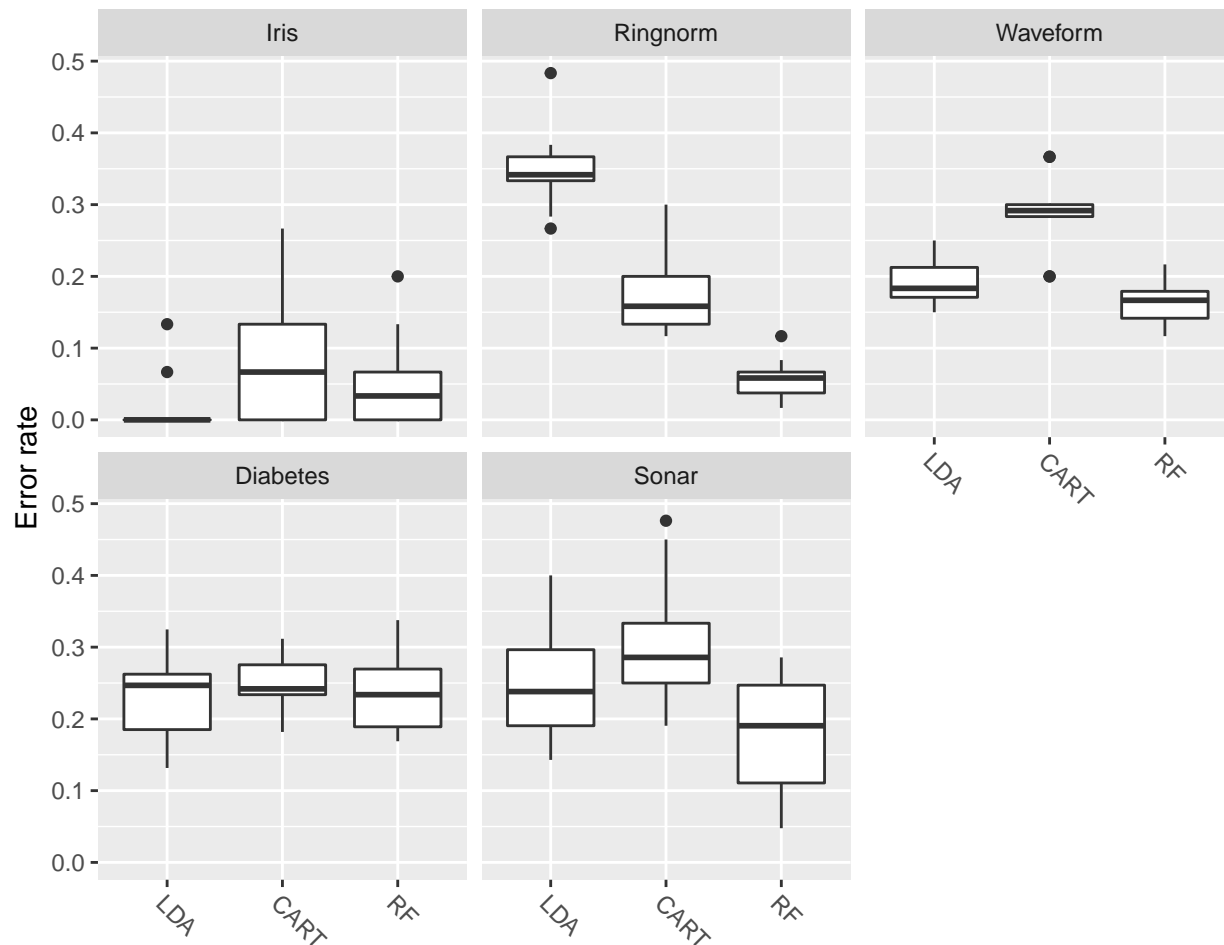 Iris
Ringnorm
Waveform
0.5
0.4
0.3
0.2
0.1
0.0
LDA
CART
RF
Diabetes
Sonar
0.5
0.4
0.3
0.2
0.1
0.0
LDA
CART
RF
LDA
CART
RF
Error rate